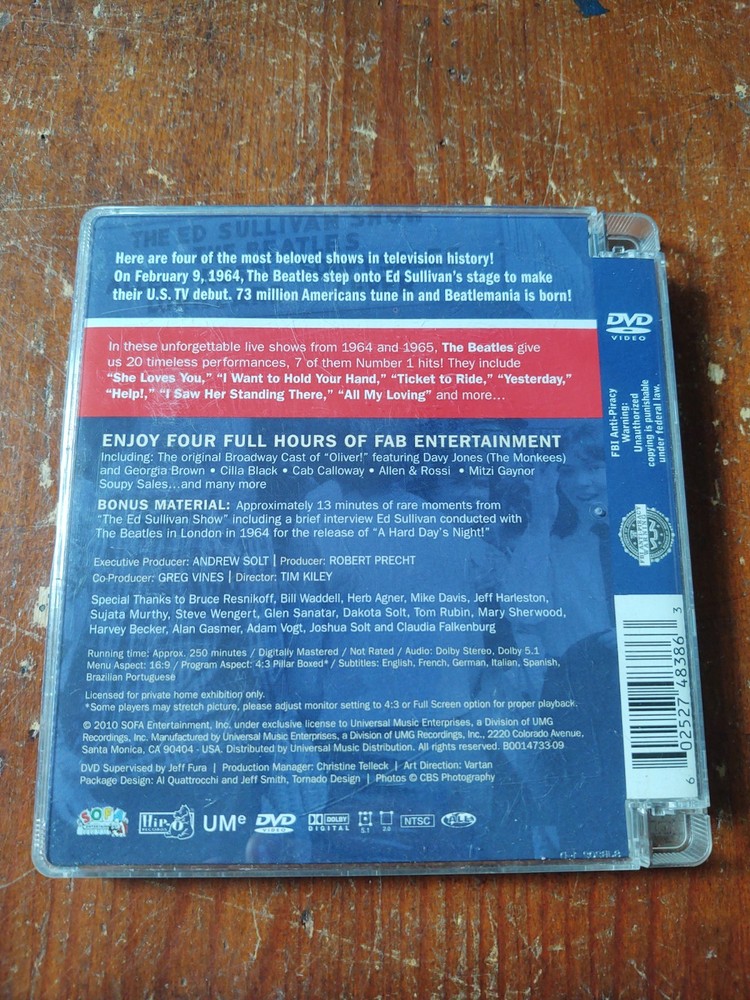 THE ED SULLIVAN SHOW
THE BEATLES
Here are four of the most beloved shows in television history!
On February 9, 1964, The Beatles step onto Ed Sullivan's stage to make
their U.S. TV debut. 73 million Americans tune in and Beatlemania is born!
In these unforgettable live shows from 1964 and 1965, The Beatles give
us 20 timeless performances, 7 of them Number 1 hits! They include
“She Loves You,” “I Want to Hold Your Hand,” “Ticket to Ride,” “Yesterday,”
“Help!,” “I Saw Her Standing There,” “All My Loving” and more...
ENJOY FOUR FULL HOURS OF FAB ENTERTAINMENT
Including: The original Broadway Cast of “Oliver!” featuring Davy Jones (The Monkees)
and Georgia Brown • Cilla Black • Cab Calloway • Allen & Rossi • Mitzi Gaynor
Soupy Sales...and many more
BONUS MATERIAL: Approximately 13 minutes of rare moments from
“The Ed Sullivan Show” including a brief interview Ed Sullivan conducted with
The Beatles in London in 1964 for the release of “A Hard Day's Night!”
Executive Producer: ANDREW SOLT | Producer: ROBERT PRECHT
Co-Producer: GREG VINES | Director: TIM KILEY
Special Thanks to Bruce Resnikoff, Bill Waddell, Herb Agner, Mike Davis, Jeff Harleston,
Sujata Murthy, Steve Wengert, Glen Sanatar, Dakota Solt, Tom Rubin, Mary Sherwood,
Harvey Becker, Alan Gasmer, Adam Vogt, Joshua Solt and Claudia Falkenburg
Running time: Approx. 250 minutes / Digitally Mastered / Not Rated / Audio: Dolby Stereo, Dolby 5.1
Menu Aspect: 16:9 / Program Aspect: 4:3 Pillar Boxed* / Subtitles: English, French, German, Italian, Spanish,
Brazilian Portuguese
Licensed for private home exhibition only.
*Some players may stretch picture, please adjust monitor setting to 4:3 or Full Screen option for proper playback.
© 2010 SOFA Entertainment, Inc. under exclusive license to Universal Music Enterprises, a Division of UMG
Recordings, Inc. Manufactured by Universal Music Enterprises, a Division of UMG Recordings, Inc., 2220 Colorado Avenue,
Santa Monica, CA 90404 - USA. Distributed by Universal Music Distribution. All rights reserved. B0014733-09
DVD Supervised by Jeff Fura | Production Manager: Christine Telleck | Art Direction: Vartan
Package Design: Al Quattrocchi and Jeff Smith, Tornado Design | Photos © CBS Photography
SOFA
HIP-O
RECORDS
UMe
DVD
VIDEO
DOLBY
DIGITAL
5.1
2.0
NTSC
ALL
DVD
VIDEO
FBI Anti-Piracy
Warning:
Unauthorized
copying is punishable
under federal law.
6 02527 48386 3